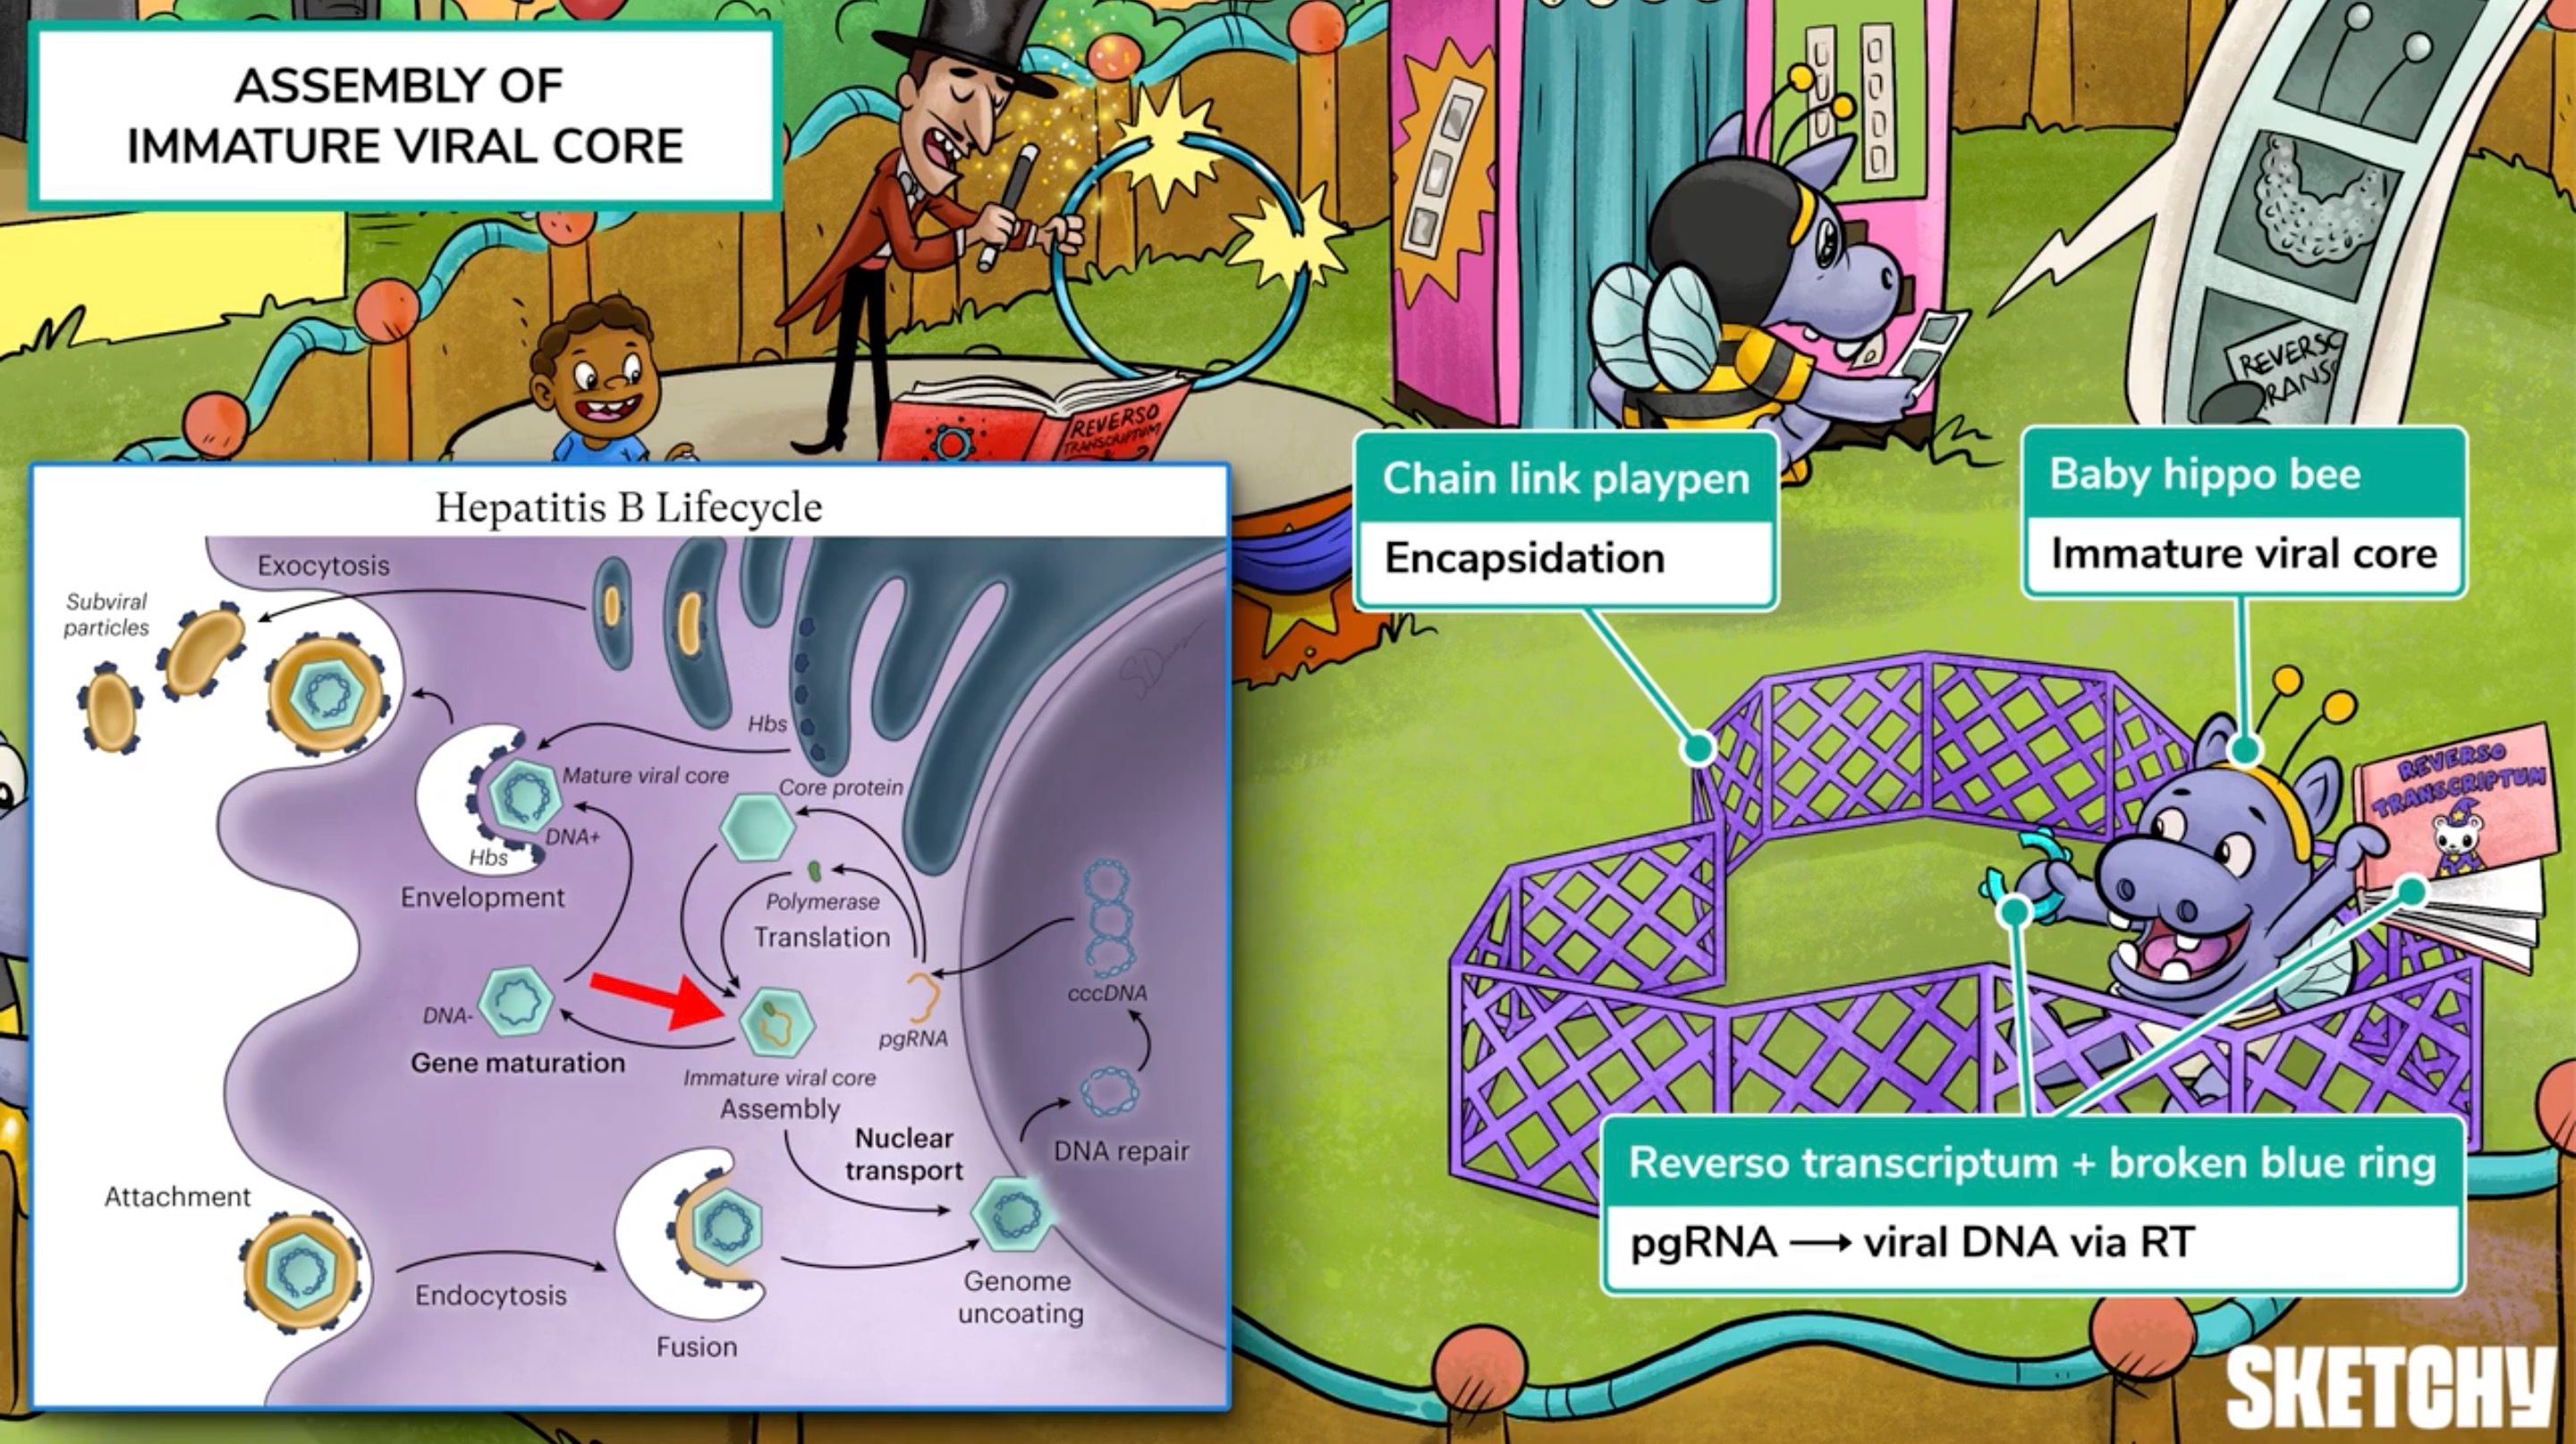 ASSEMBLY OF
IMMATURE VIRAL CORE
REVERSO
TRANSCRIPTUM
REVERSO
TRANS
Hepatitis B Lifecycle
Exocytosis
Subviral
particles
Hbs
Mature viral core
Core protein
DNA+
Hbs
Envelopment
Polymerase
Translation
cccDNA
DNA-
pgRNA
Gene maturation
Immature viral core
Assembly
Nuclear
transport
DNA repair
Attachment
Endocytosis
Genome
uncoating
Fusion
Chain link playpen
Encapsidation
Baby hippo bee
Immature viral core
REVERSO
TRANSCRIPTUM
Reverso transcriptum + broken blue ring
pgRNA ⟶ viral DNA via RT
SKETCHY